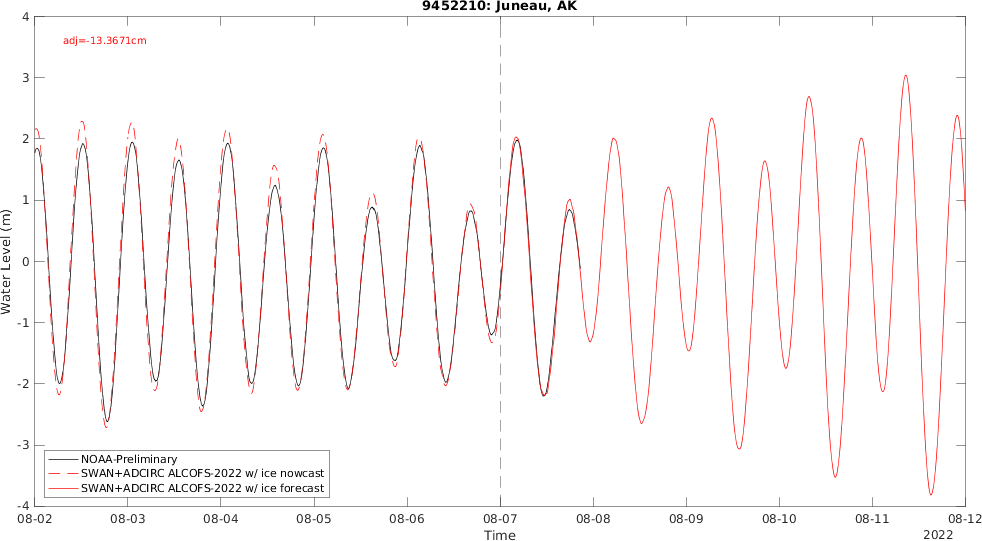 9452210: Juneau, AK
adj=-13.3671cm
Water Level (m)
4
3
2
1
0
-1
-2
-3
-4
NOAA-Preliminary
SWAN+ADCIRC ALCOFS-2022 w/ ice nowcast
SWAN+ADCIRC ALCOFS-2022 w/ ice forecast
08-02 08-03 08-04 08-05 08-06 08-07 08-08 08-09 08-10 08-11 08-12
Time
2022